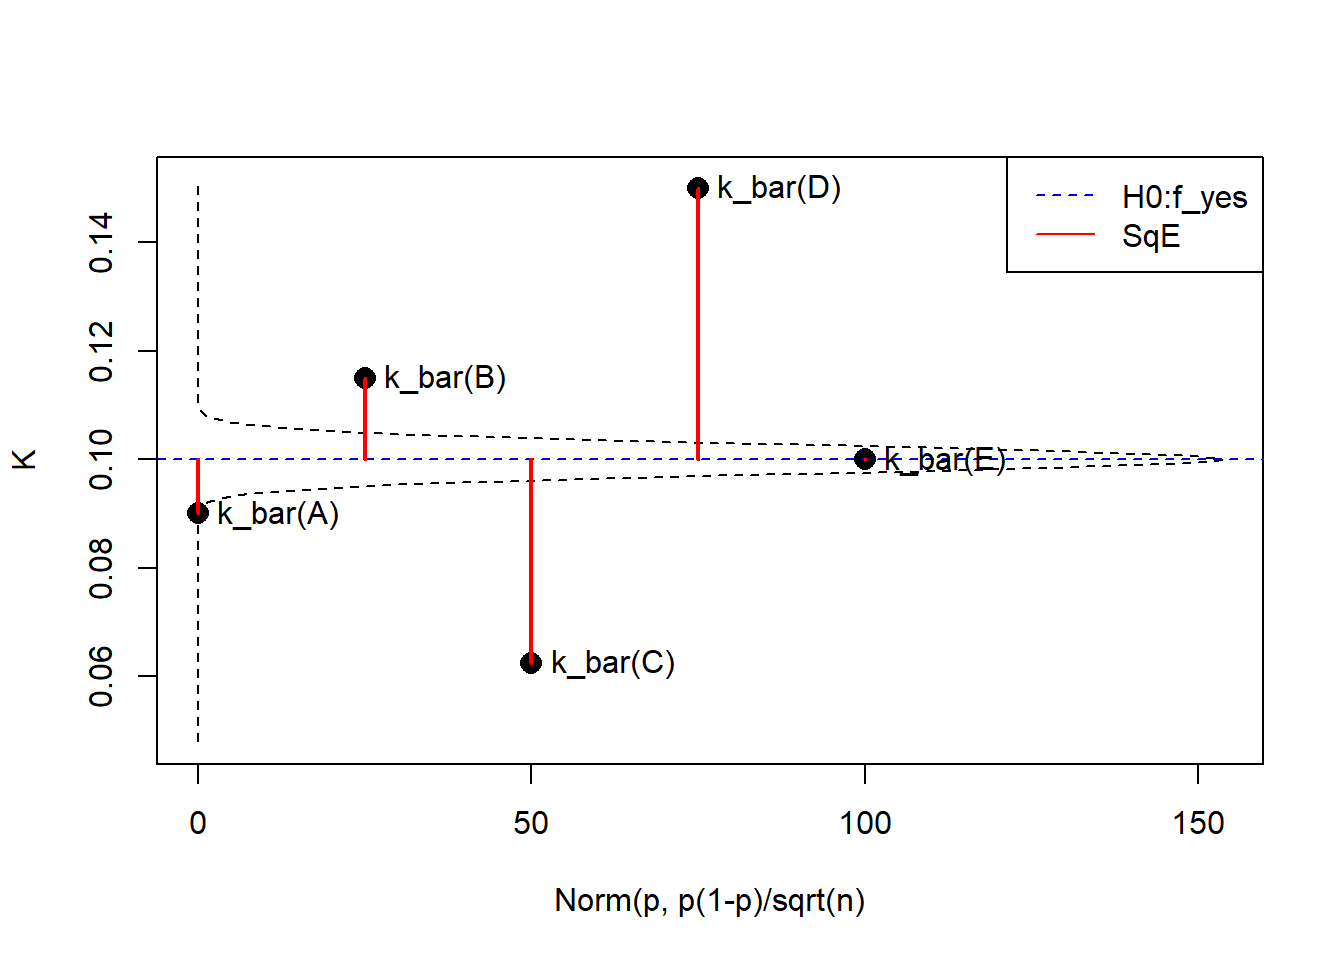 H0:f_yes
SqE
k_bar(D)
k_bar(B)
k_bar(E)
k_bar(A)
k_bar(C)
K
0.14
0.12
0.10
0.08
0.06
0
50
100
150
Norm(p, p(1-p)/sqrt(n)